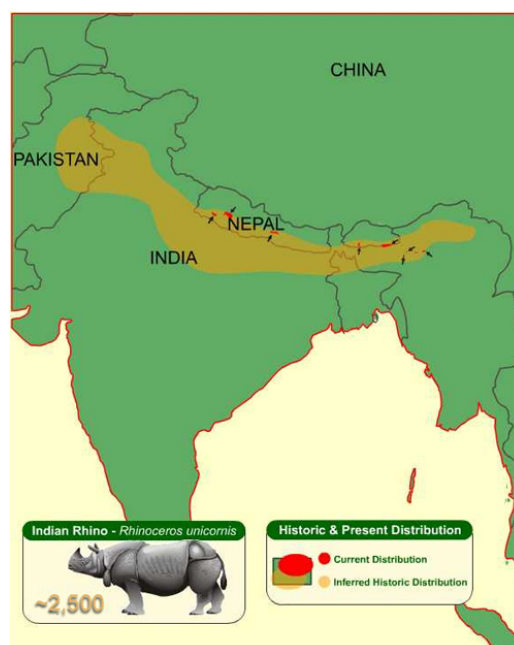 CHINA
PAKISTAN
NEPAL
INDIA
Indian Rhino - Rhinoceros unicornis
~2,500
Historic & Present Distribution
Current Distribution
Inferred Historic Distribution